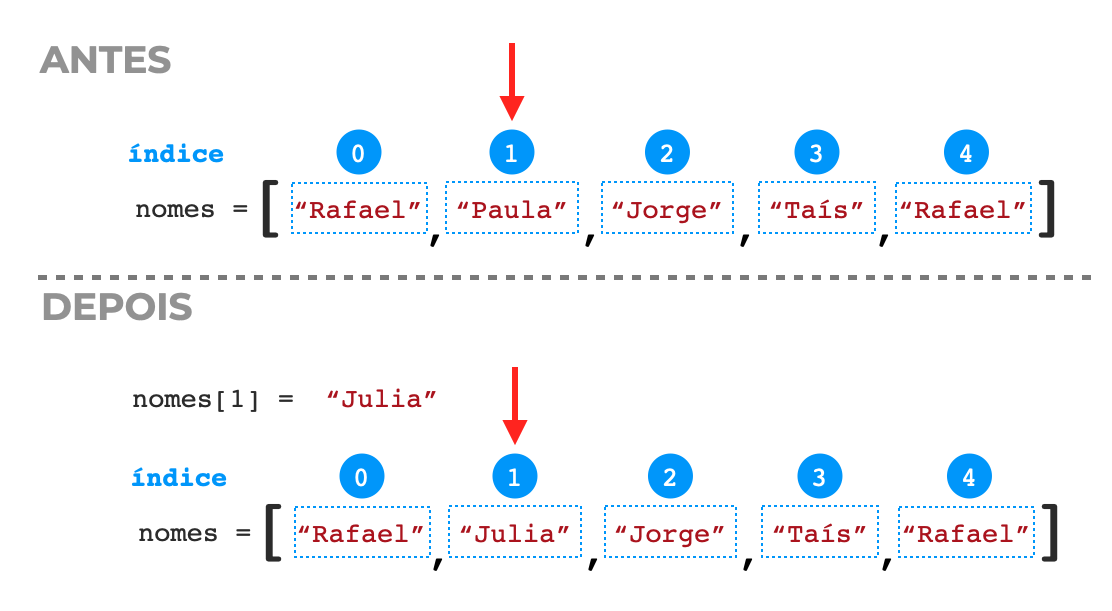 ANTES
índice 0 1 2 3 4
nomes = [ “Rafael” , “Paula” , “Jorge” , “Taís” , “Rafael” ]
DEPOIS
nomes[1] = “Julia”
índice 0 1 2 3 4
nomes = [ “Rafael” , “Julia” , “Jorge” , “Taís” , “Rafael” ]